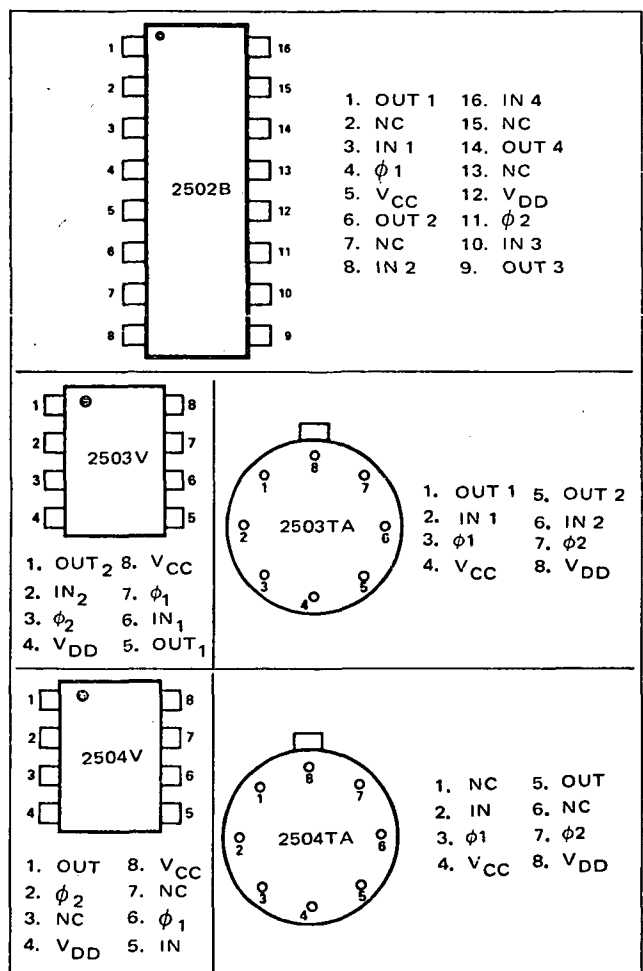 1 16
2 15
3 14
4 13
2502B
5 12
6 11
7 10
8 9
1. OUT 1 16. IN 4
2. NC 15. NC
3. IN 1 14. OUT 4
4. ϕ1 13. NC
5. VCC 12. VDD
6. OUT 2 11. ϕ2
7. NC 10. IN 3
8. IN 2 9. OUT 3
1 8
2 7
2503V
3 6
4 5
1. OUT2 8. VCC
2. IN2 7. ϕ1
3. ϕ2 6. IN1
4. VDD 5. OUT1
8
1 7
2 2503TA 6
3 5
4
1. OUT 1 5. OUT 2
2. IN 1 6. IN 2
3. ϕ1 7. ϕ2
4. VCC 8. VDD
1 8
2 7
2504V
3 6
4 5
1. OUT 8. VCC
2. ϕ2 7. NC
3. NC 6. ϕ1
4. VDD 5. IN
8
1 7
2 2504TA 6
3 5
4
1. NC 5. OUT
2. IN 6. NC
3. ϕ1 7. ϕ2
4. VCC 8. VDD